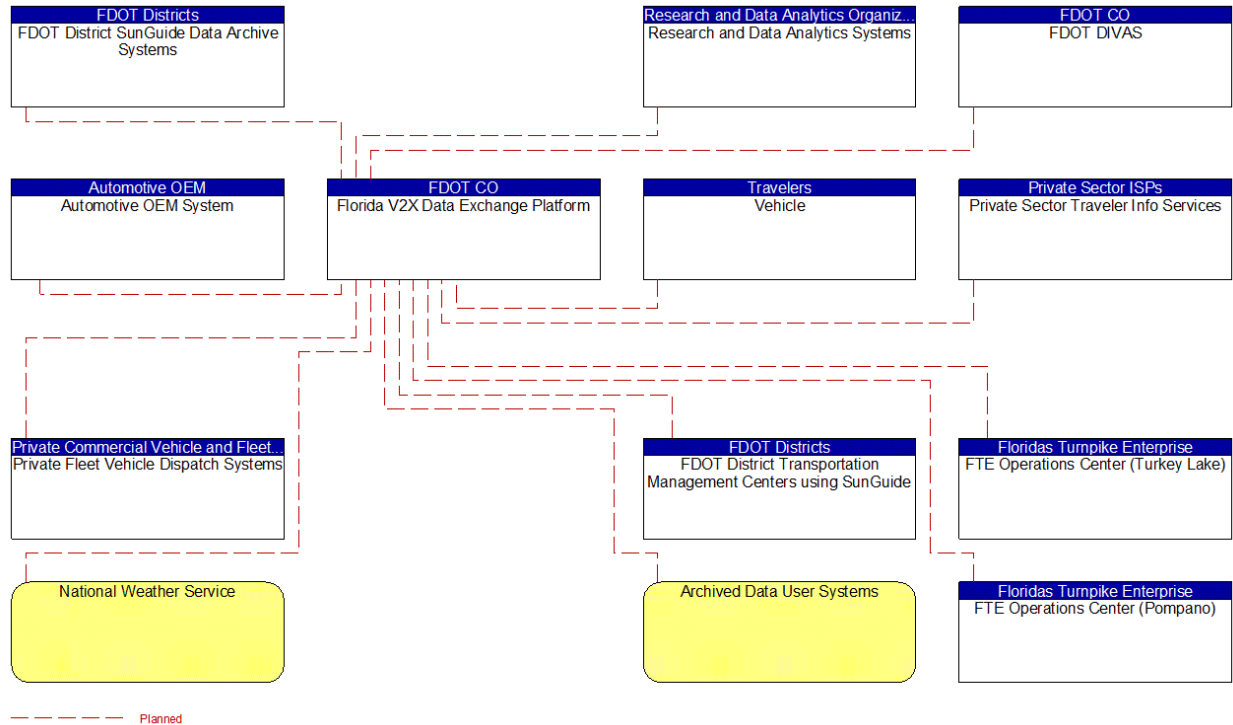 FDOT Districts
FDOT District SunGuide Data Archive
Systems
Research and Data Analytics Organiz...
Research and Data Analytics Systems
FDOT CO
FDOT DIVAS
Automotive OEM
Automotive OEM System
FDOT CO
Florida V2X Data Exchange Platform
Travelers
Vehicle
Private Sector ISPs
Private Sector Traveler Info Services
Private Commercial Vehicle and Fleet...
Private Fleet Vehicle Dispatch Systems
FDOT Districts
FDOT District Transportation
Management Centers using SunGuide
Floridas Turnpike Enterprise
FTE Operations Center (Turkey Lake)
National Weather Service
Archived Data User Systems
Floridas Turnpike Enterprise
FTE Operations Center (Pompano)
Planned